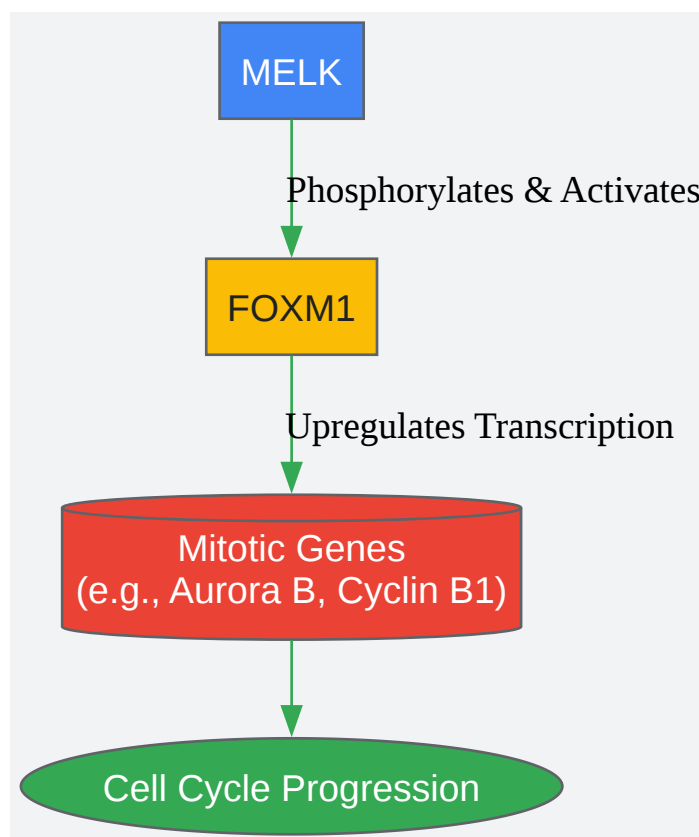 MELK
Phosphorylates & Activates
FOXM1
Upregulates Transcription
Mitotic Genes
(e.g., Aurora B, Cyclin B1)
Cell Cycle Progression